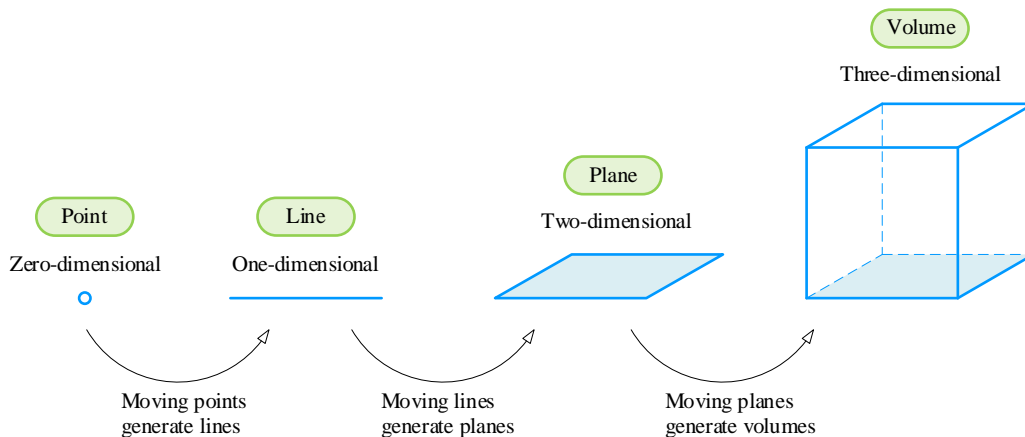 Point
Zero-dimensional
Line
One-dimensional
Plane
Two-dimensional
Volume
Three-dimensional
Moving points
generate lines
Moving lines
generate planes
Moving planes
generate volumes